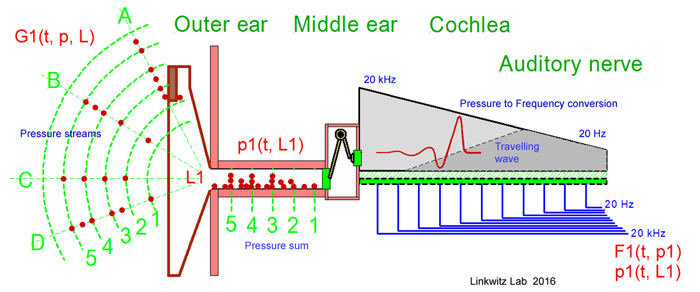 Outer ear
Middle ear
Cochlea
Auditory nerve
G1(t, p, L)
A
B
C
D
Pressure streams
L1
1
2
3
4
5
p1(t, L1)
5 4 3 2 1
Pressure sum
20 kHz
Pressure to Frequency conversion
20 Hz
Travelling
wave
20 Hz
20 kHz
F1(t, p1)
p1(t, L1)
Linkwitz Lab 2016